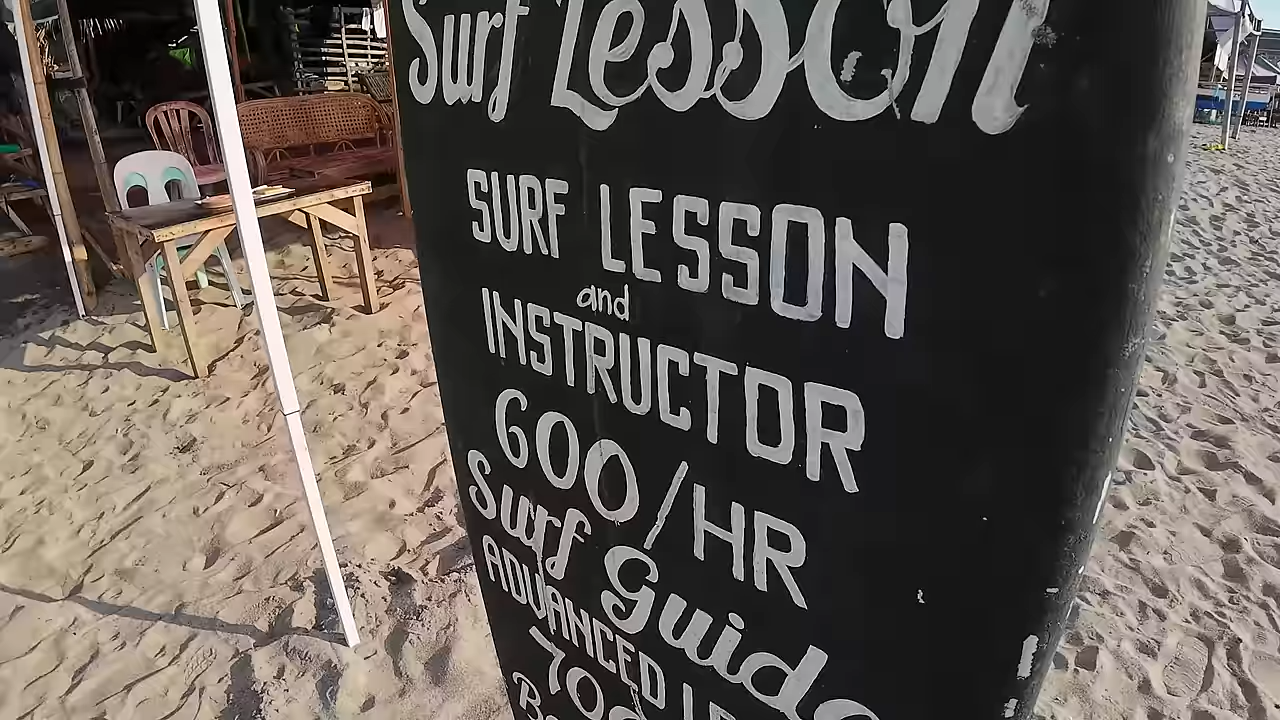 Surf Lesson
SURF LESSON
and
INSTRUCTOR
600/HR
Surf Guide
ADVANCED